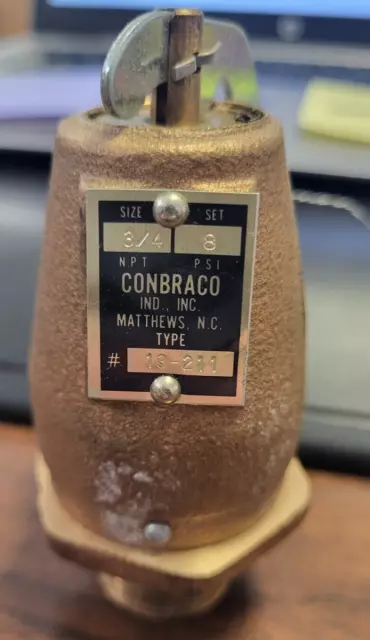 SIZE SET
3/4 8
NPT PSI
CONBRACO
IND., INC.
MATTHEWS, N.C.
TYPE
# 13-211